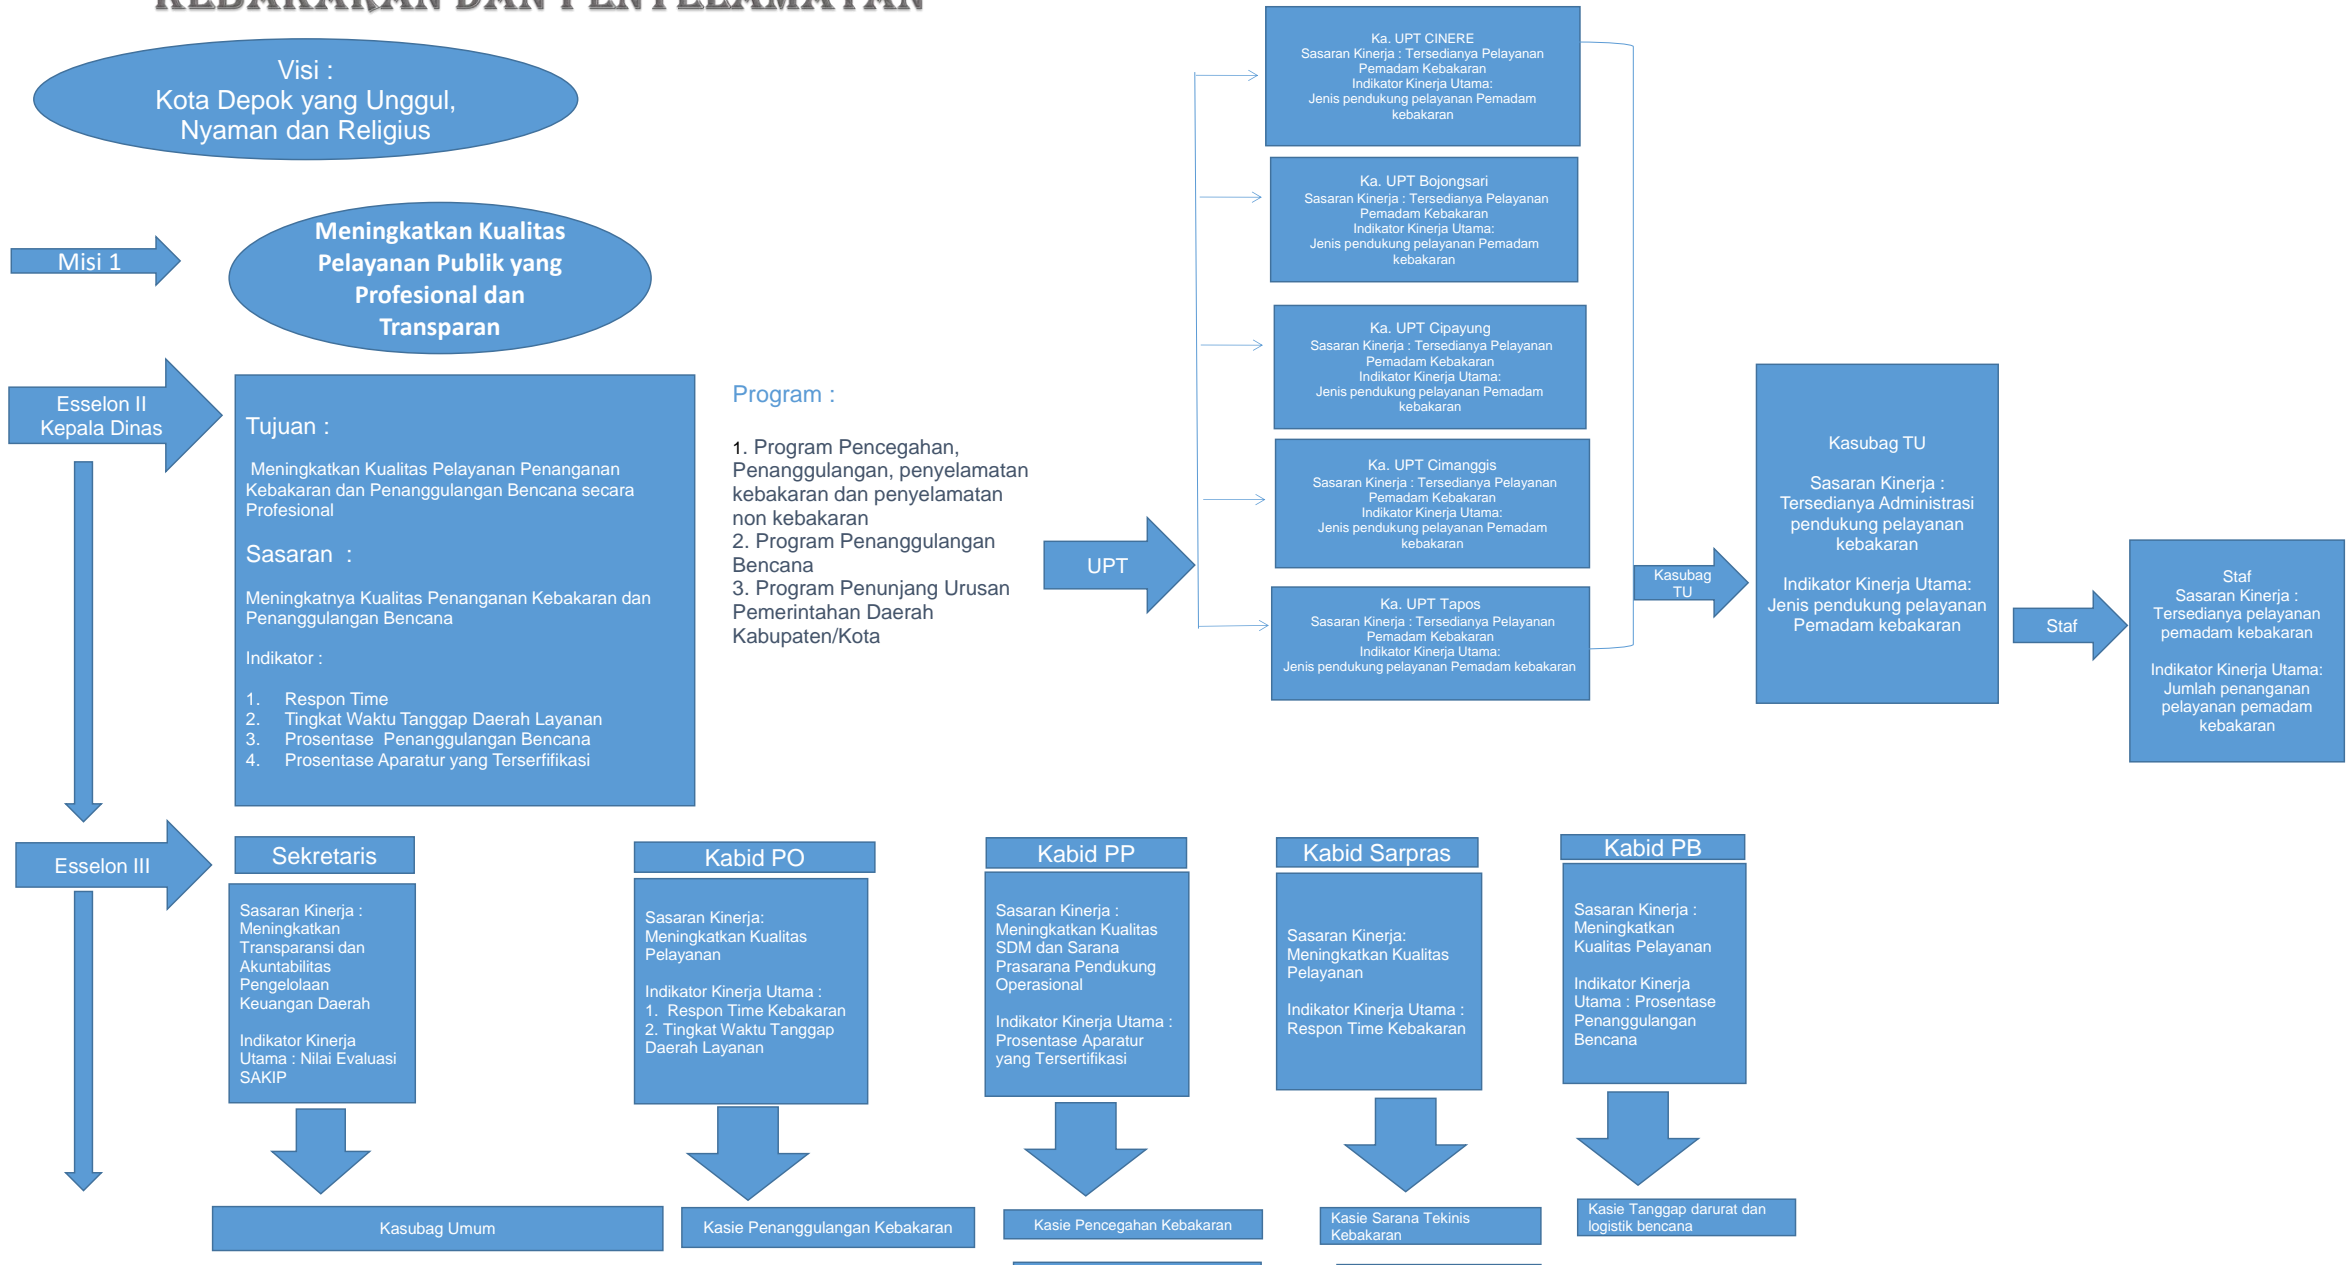 KEBAKARAN DAN PENYELAMATAN
Visi :
Kota Depok yang Unggul,
Nyaman dan Religius
Misi 1
Meningkatkan Kualitas
Pelayanan Publik yang
Profesional dan
Transparan
Esselon II
Kepala Dinas
Tujuan :
Meningkatkan Kualitas Pelayanan Penanganan
Kebakaran dan Penanggulangan Bencana secara
Profesional
Sasaran :
Meningkatnya Kualitas Penanganan Kebakaran dan
Penanggulangan Bencana
Indikator :
1. Respon Time
2. Tingkat Waktu Tanggap Daerah Layanan
3. Prosentase Penanggulangan Bencana
4. Prosentase Aparatur yang Terserfifikasi
Program :
1. Program Pencegahan,
Penanggulangan, penyelamatan
kebakaran dan penyelamatan
non kebakaran
2. Program Penanggulangan
Bencana
3. Program Penunjang Urusan
Pemerintahan Daerah
Kabupaten/Kota
UPT
Ka. UPT CINERE
Sasaran Kinerja : Tersedianya Pelayanan
Pemadam Kebakaran
Indikator Kinerja Utama:
Jenis pendukung pelayanan Pemadam
kebakaran
Ka. UPT Bojongsari
Sasaran Kinerja : Tersedianya Pelayanan
Pemadam Kebakaran
Indikator Kinerja Utama:
Jenis pendukung pelayanan Pemadam
kebakaran
Ka. UPT Cipayung
Sasaran Kinerja : Tersedianya Pelayanan
Pemadam Kebakaran
Indikator Kinerja Utama:
Jenis pendukung pelayanan Pemadam
kebakaran
Ka. UPT Cimanggis
Sasaran Kinerja : Tersedianya Pelayanan
Pemadam Kebakaran
Indikator Kinerja Utama:
Jenis pendukung pelayanan Pemadam
kebakaran
Ka. UPT Tapos
Sasaran Kinerja : Tersedianya Pelayanan
Pemadam Kebakaran
Indikator Kinerja Utama:
Jenis pendukung pelayanan Pemadam kebakaran
Kasubag
TU
Kasubag TU
Sasaran Kinerja :
Tersedianya Administrasi
pendukung pelayanan
kebakaran
Indikator Kinerja Utama:
Jenis pendukung pelayanan
Pemadam kebakaran
Staf
Staf
Sasaran Kinerja :
Tersedianya pelayanan
pemadam kebakaran
Indikator Kinerja Utama:
Jumlah penanganan
pelayanan pemadam
kebakaran
Esselon III
Sekretaris
Sasaran Kinerja :
Meningkatkan
Transparansi dan
Akuntabilitas
Pengelolaan
Keuangan Daerah
Indikator Kinerja
Utama : Nilai Evaluasi
SAKIP
Kabid PO
Sasaran Kinerja:
Meningkatkan Kualitas
Pelayanan
Indikator Kinerja Utama :
1. Respon Time Kebakaran
2. Tingkat Waktu Tanggap
Daerah Layanan
Kabid PP
Sasaran Kinerja :
Meningkatkan Kualitas
SDM dan Sarana
Prasarana Pendukung
Operasional
Indikator Kinerja Utama :
Prosentase Aparatur
yang Tersertifikasi
Kabid Sarpras
Sasaran Kinerja:
Meningkatkan Kualitas
Pelayanan
Indikator Kinerja Utama :
Respon Time Kebakaran
Kabid PB
Sasaran Kinerja :
Meningkatkan
Kualitas Pelayanan
Indikator Kinerja
Utama : Prosentase
Penanggulangan
Bencana
Kasubag Umum
Kasie Penanggulangan Kebakaran
Kasie Pencegahan Kebakaran
Kasie Sarana Tekinis
Kebakaran
Kasie Tanggap darurat dan
logistik bencana